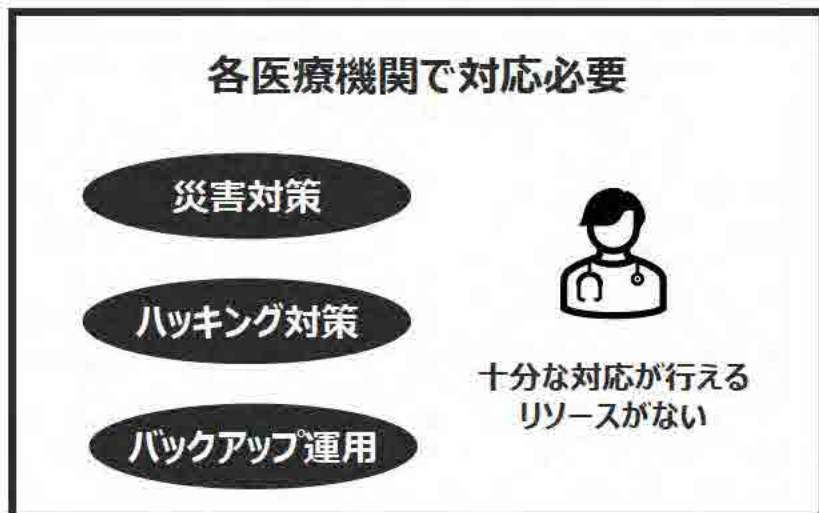 各医療機関で対応必要
災害対策
ハッキング対策
バックアップ運用
十分な対応が行える
リソースがない